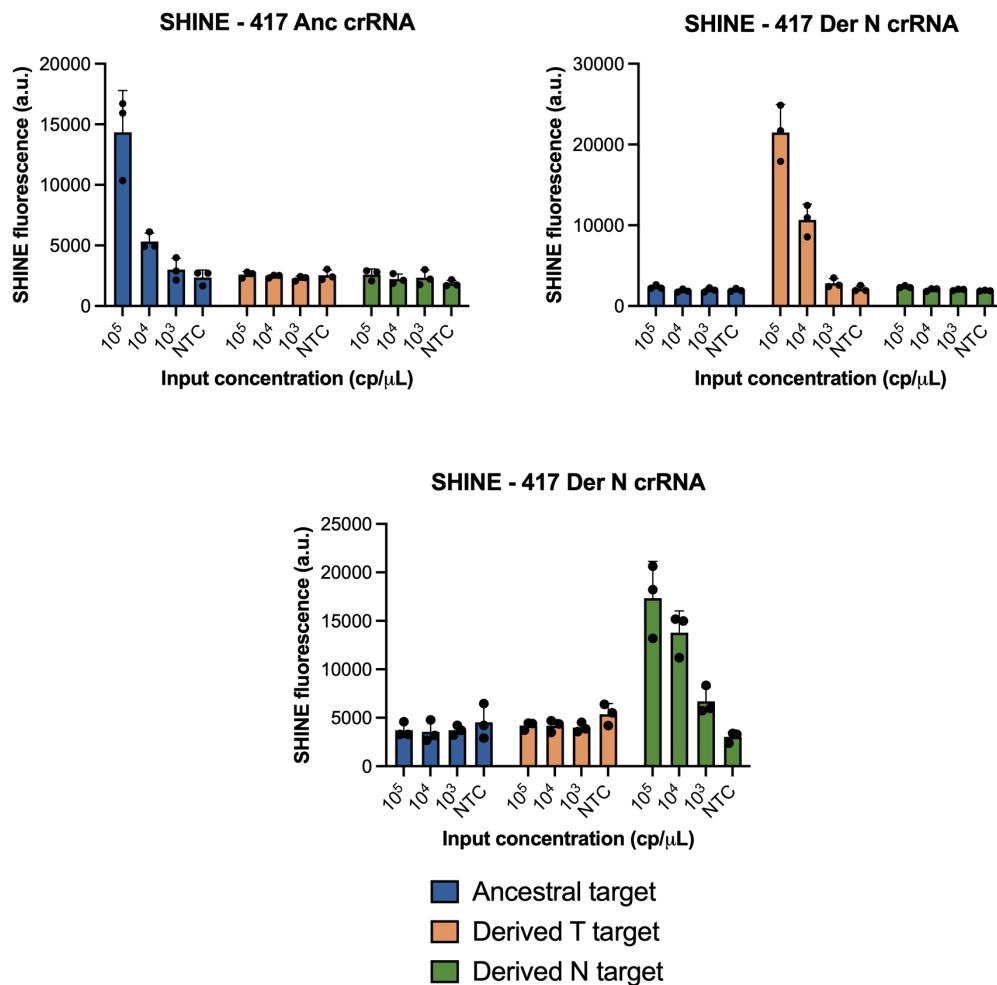 SHINE - 417 Anc crRNA
SHINE fluorescence (a.u.)
20000
15000
10000
5000
0
10⁵ 10⁴ 10³ NTC 10⁵ 10⁴ 10³ NTC 10⁵ 10⁴ 10³ NTC
Input concentration (cp/μL)
SHINE - 417 Der N crRNA
SHINE fluorescence (a.u.)
30000
20000
10000
0
10⁵ 10⁴ 10³ NTC 10⁵ 10⁴ 10³ NTC 10⁵ 10⁴ 10³ NTC
Input concentration (cp/μL)
SHINE - 417 Der N crRNA
SHINE fluorescence (a.u.)
25000
20000
15000
10000
5000
0
10⁵ 10⁴ 10³ NTC 10⁵ 10⁴ 10³ NTC 10⁵ 10⁴ 10³ NTC
Input concentration (cp/μL)
Ancestral target
Derived T target
Derived N target